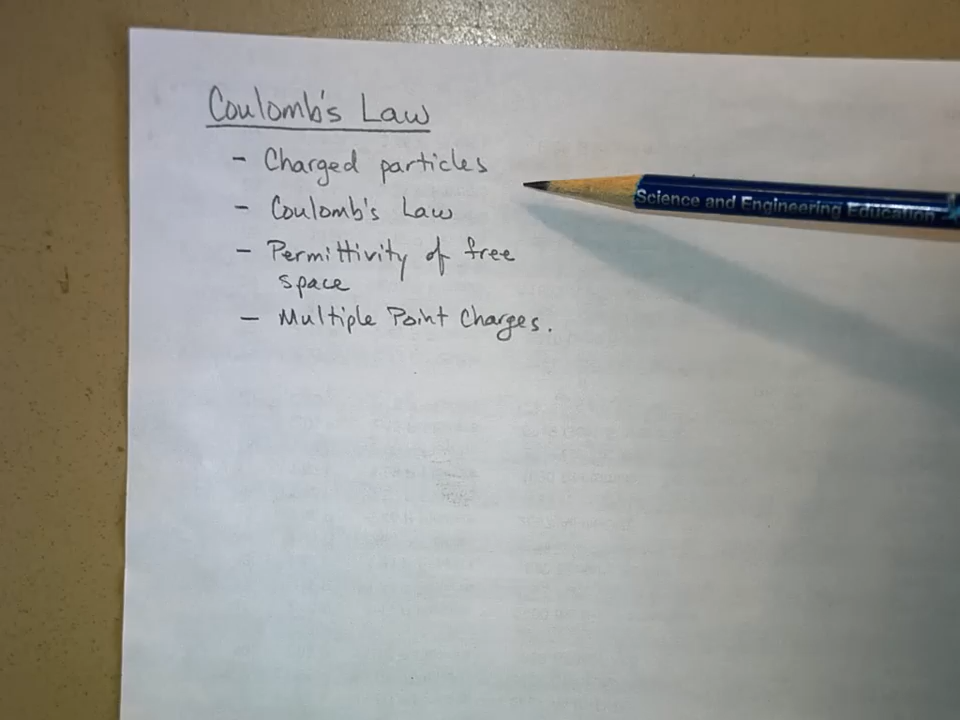 Coulomb's Law
- Charged particles
Science and Engineering Education
- Coulomb's Law
- Permittivity of free
space
- Multiple Point Charges.